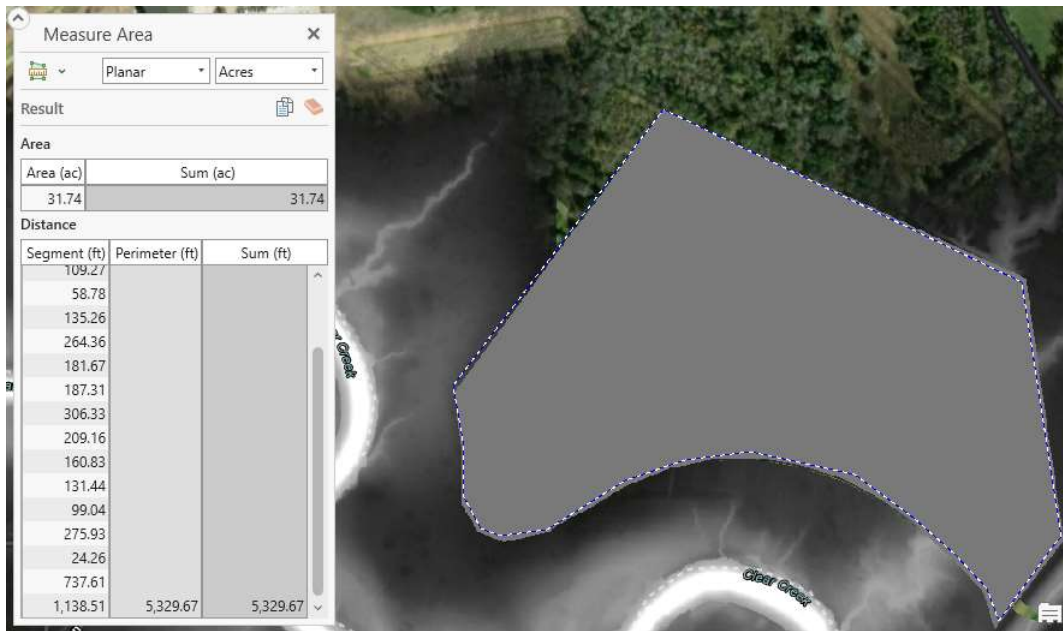 Measure Area
Planar Acres
Result
Area
Area (ac) Sum (ac)
31.74 31.74
Distance
Segment (ft) Perimeter (ft) Sum (ft)
109.27
58.78
135.26
264.36
181.67
187.31
306.33
209.16
160.83
131.44
99.04
275.93
24.26
737.61
1,138.51 5,329.67 5,329.67
Clear Creek
Clear Creek